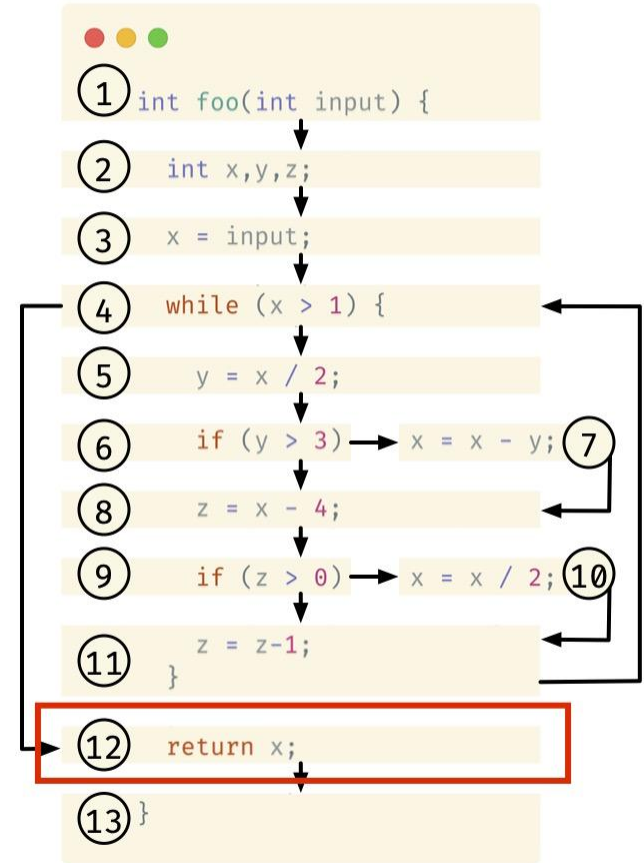 1 int foo(int input) {
2 int x,y,z;
3 x = input;
4 while (x > 1) {
5 y = x / 2;
6 if (y > 3) x = x - y; 7
8 z = x - 4;
9 if (z > 0) x = x / 2; 10
z = z-1;
11 }
12 return x;
13 }